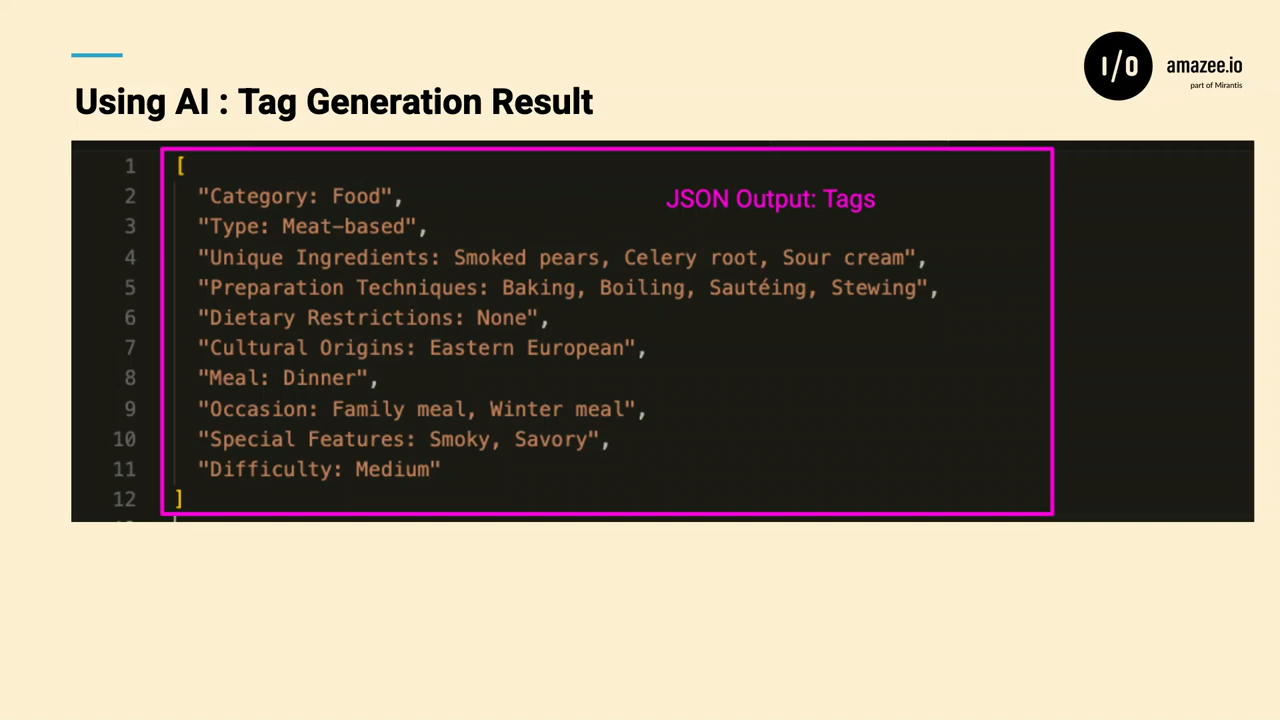 I/O amazee.io
part of Mirantis
Using AI : Tag Generation Result
JSON Output: Tags
1 [
2 "Category: Food",
3 "Type: Meat-based",
4 "Unique Ingredients: Smoked pears, Celery root, Sour cream",
5 "Preparation Techniques: Baking, Boiling, Sautéing, Stewing",
6 "Dietary Restrictions: None",
7 "Cultural Origins: Eastern European",
8 "Meal: Dinner",
9 "Occasion: Family meal, Winter meal",
10 "Special Features: Smoky, Savory",
11 "Difficulty: Medium"
12 ]